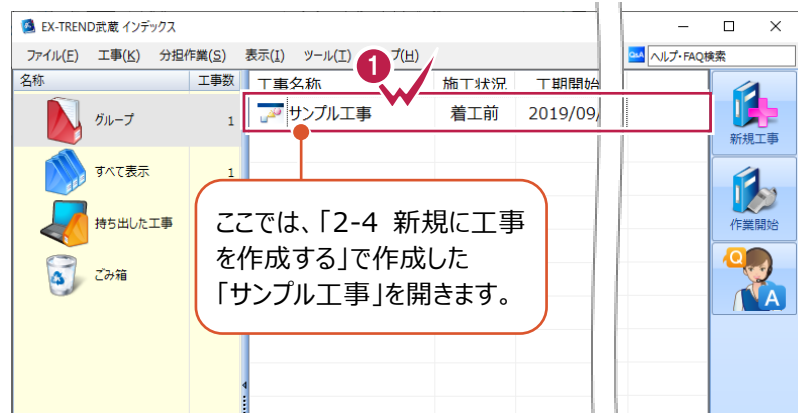 EX-TREND武蔵 インデックス
ファイル(F) 工事(K) 分担作業(S) 表示(I) ツール(T) プ(H)
Q&A ヘルプ・FAQ検索
名称 工事数 工事名称 施工状況 工期開始
1
グループ 1
サンプル工事 着工前 2019/09/
新規工事
すべて表示 1
持ち出した工事
作業開始
ごみ箱
Q
A
ここでは、「2-4 新規に工事
を作成する」で作成した
「サンプル工事」を開きます。